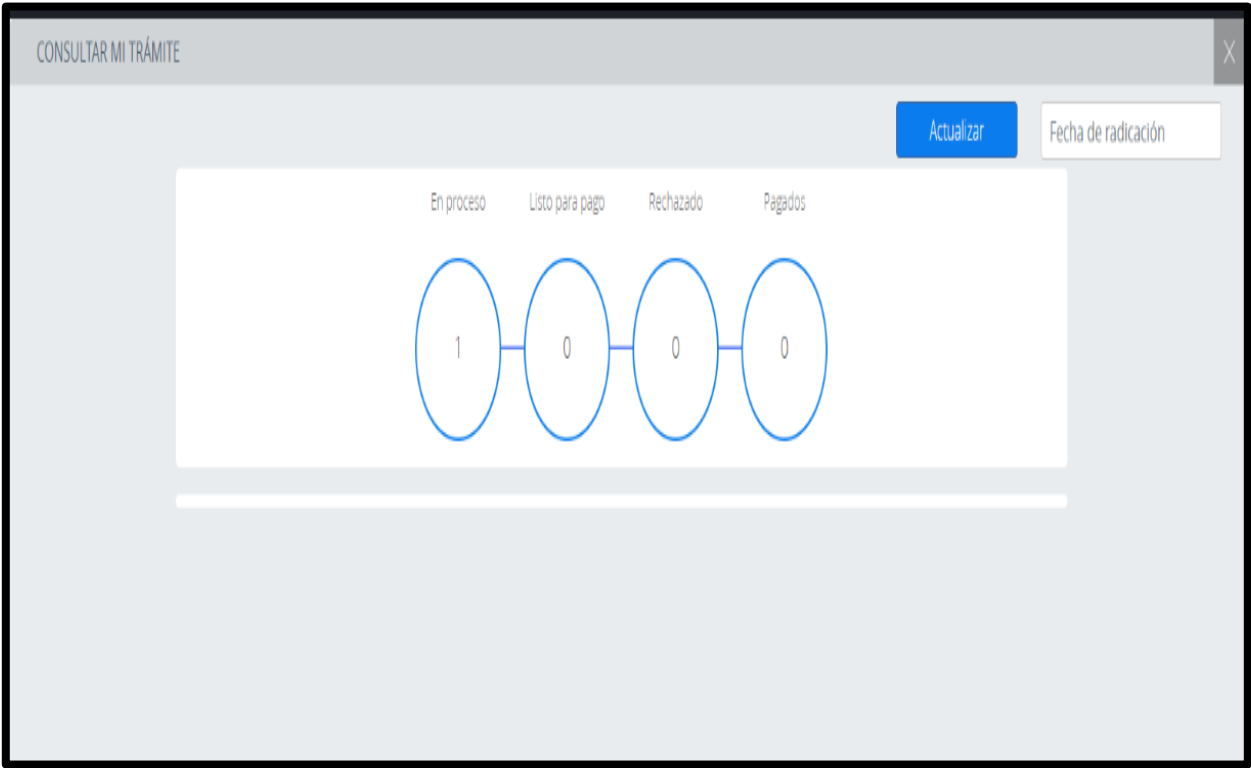 CONSULTAR MI TRÁMITE
X
Actualizar
Fecha de radicación
En proceso Listo para pago Rechazado Pagados
1 0 0 0